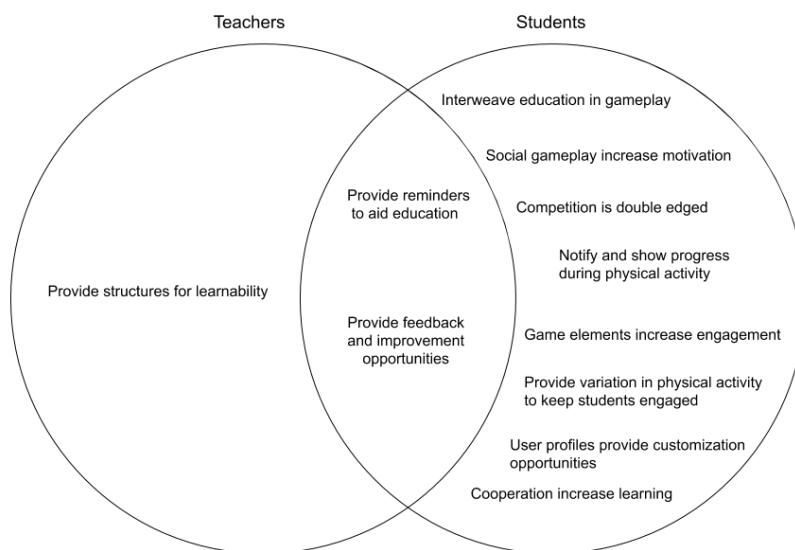 Teachers
Students
Interweave education in gameplay
Social gameplay increase motivation
Provide reminders
to aid education
Competition is double edged
Notify and show progress
during physical activity
Provide structures for learnability
Provide feedback
and improvement
opportunities
Game elements increase engagement
Provide variation in physical activity
to keep students engaged
User profiles provide customization
opportunities
Cooperation increase learning